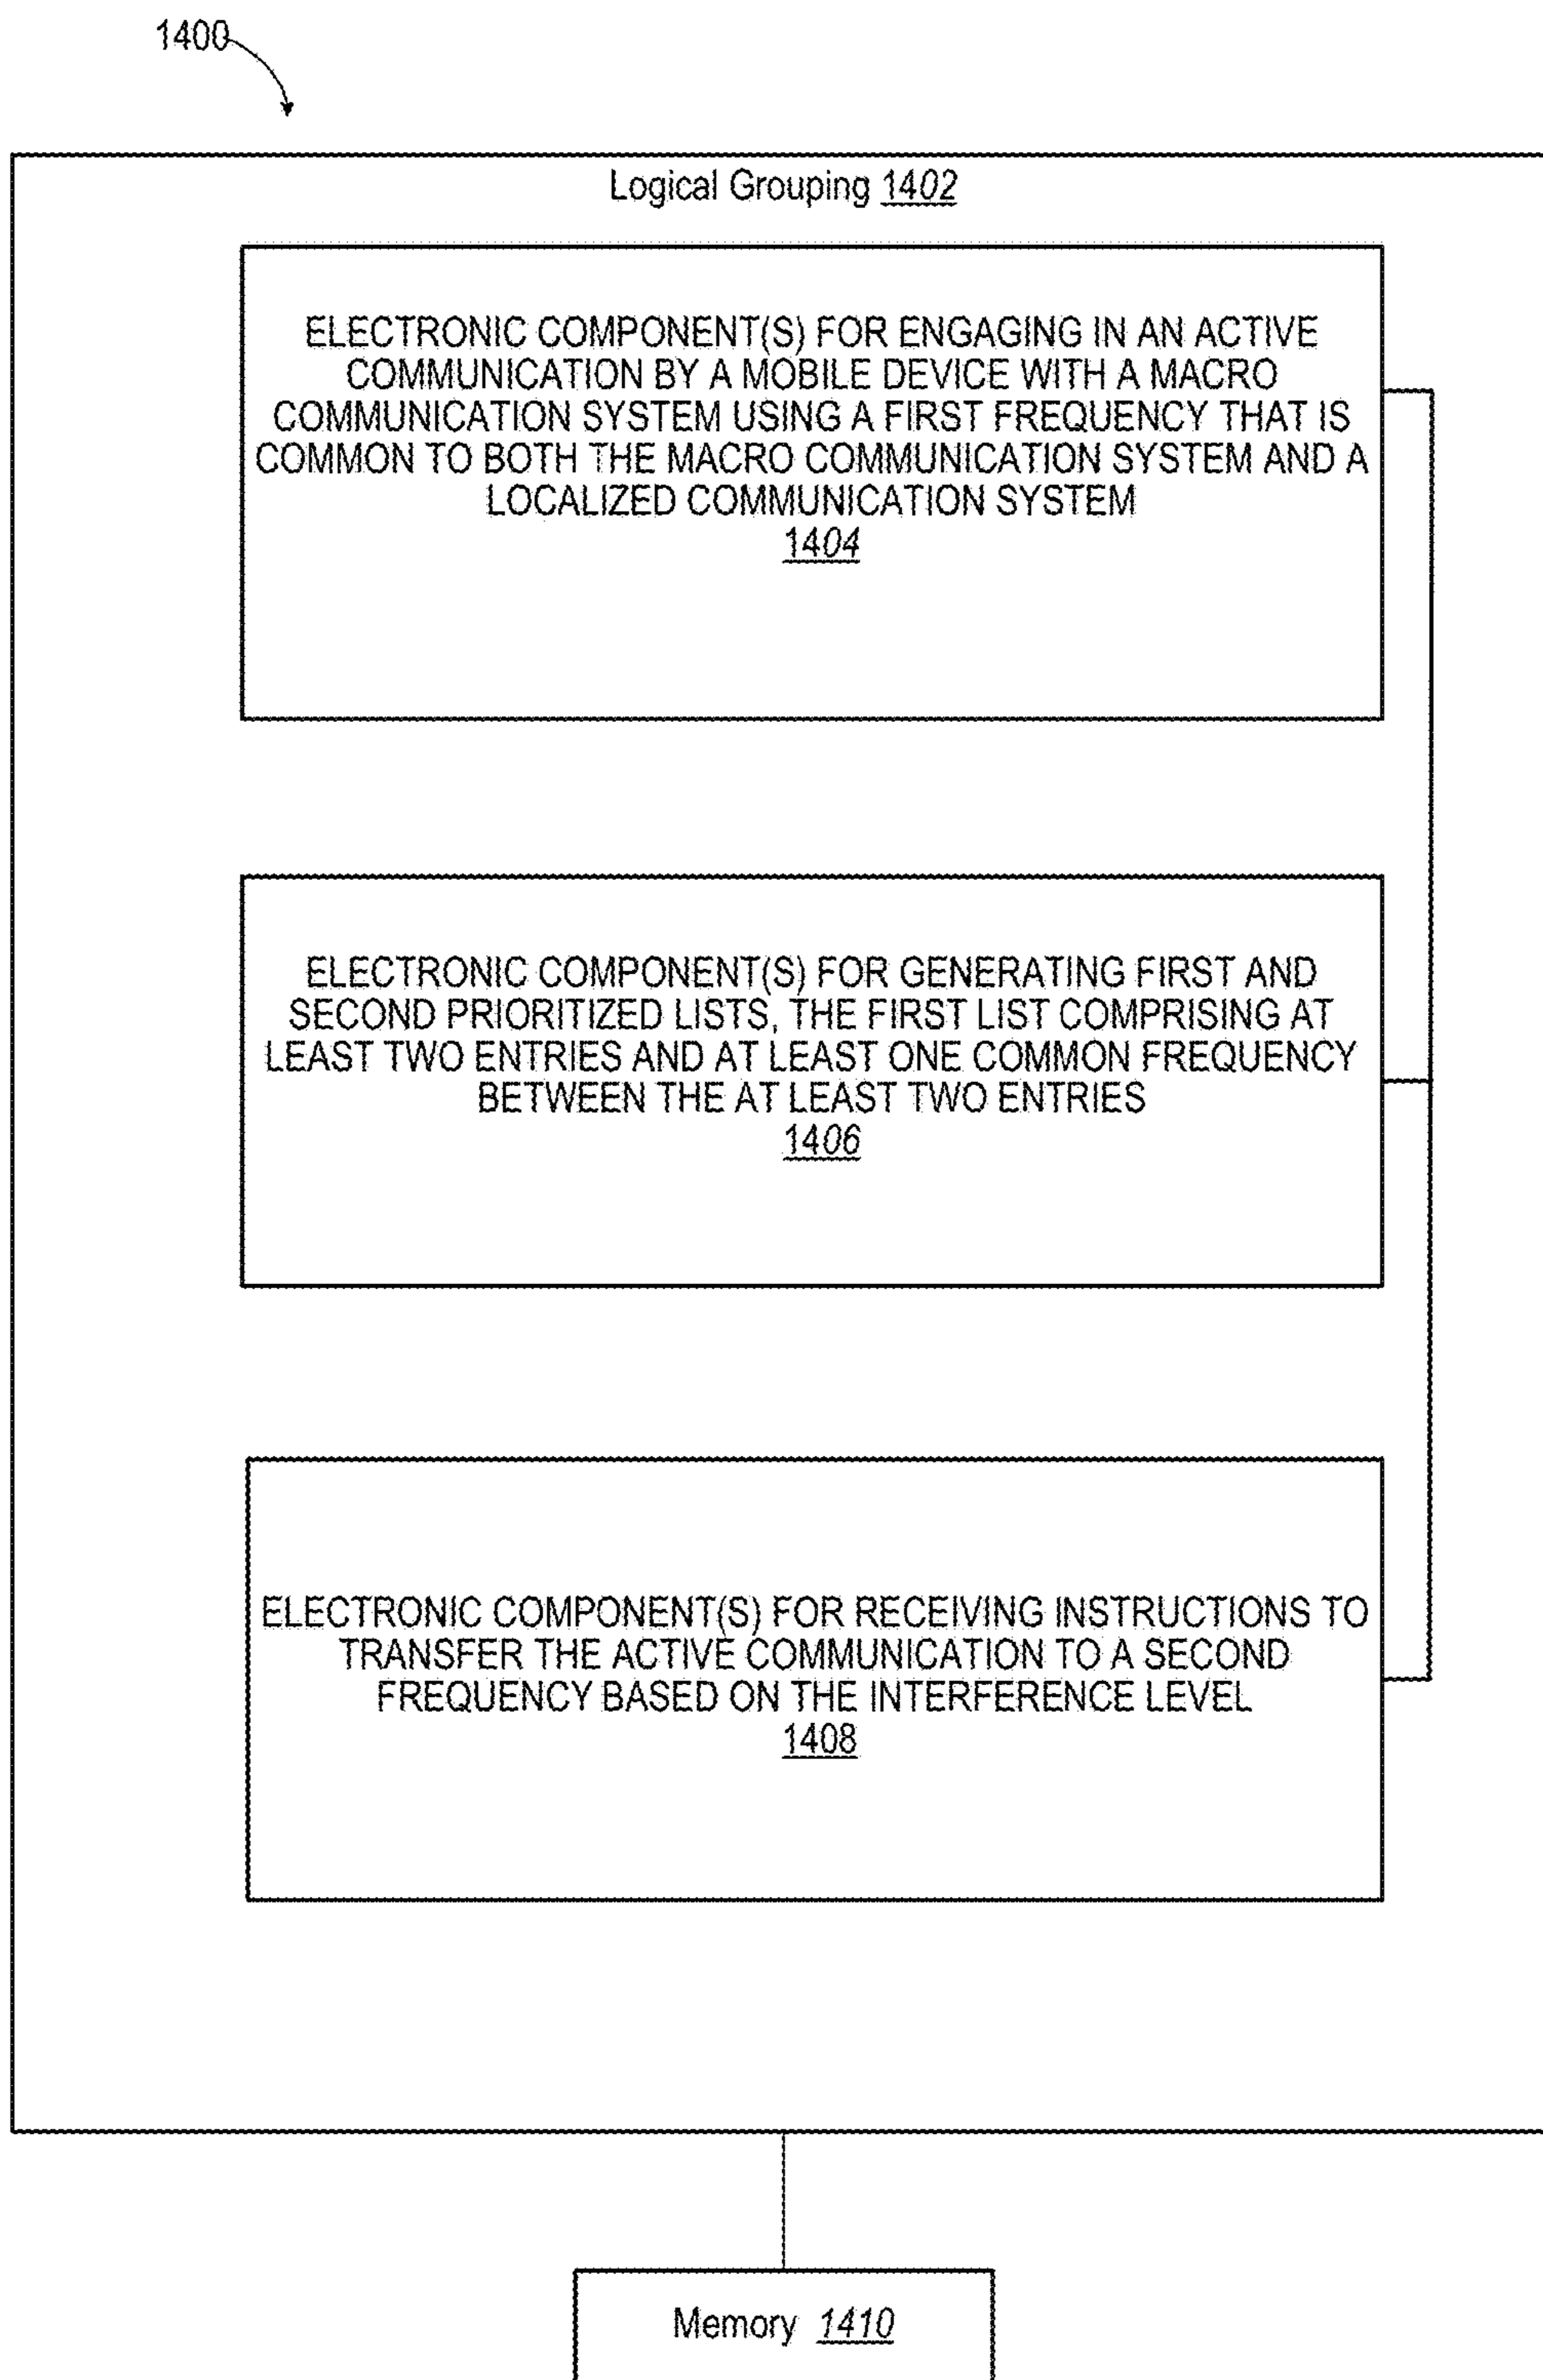 1400
Logical Grouping 1402
ELECTRONIC COMPONENT(S) FOR ENGAGING IN AN ACTIVE
COMMUNICATION BY A MOBILE DEVICE WITH A MACRO
COMMUNICATION SYSTEM USING A FIRST FREQUENCY THAT IS
COMMON TO BOTH THE MACRO COMMUNICATION SYSTEM AND A
LOCALIZED COMMUNICATION SYSTEM
1404
ELECTRONIC COMPONENT(S) FOR GENERATING FIRST AND
SECOND PRIORITIZED LISTS, THE FIRST LIST COMPRISING AT
LEAST TWO ENTRIES AND AT LEAST ONE COMMON FREQUENCY
BETWEEN THE AT LEAST TWO ENTRIES
1406
ELECTRONIC COMPONENT(S) FOR RECEIVING INSTRUCTIONS TO
TRANSFER THE ACTIVE COMMUNICATION TO A SECOND
FREQUENCY BASED ON THE INTERFERENCE LEVEL
1408
Memory 1410